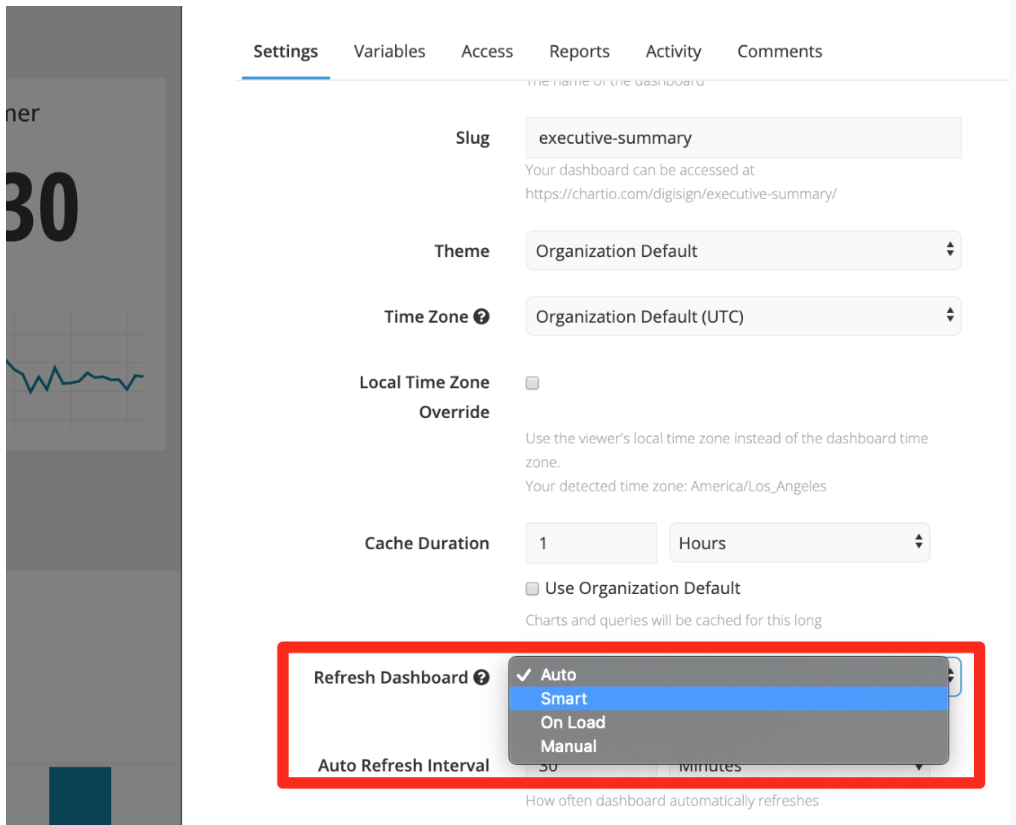 Settings Variables Access Reports Activity Comments
mer
30
The name of the dashboard
Slug executive-summary
Your dashboard can be accessed at
https://chartio.com/digisign/executive-summary/
Theme Organization Default
Time Zone Organization Default (UTC)
Local Time Zone
Override
Use the viewer's local time zone instead of the dashboard time
zone.
Your detected time zone: America/Los_Angeles
Cache Duration 1 Hours
Use Organization Default
Charts and queries will be cached for this long
Refresh Dashboard Auto
Smart
On Load
Manual
Auto Refresh Interval 30 Minutes
How often dashboard automatically refreshes